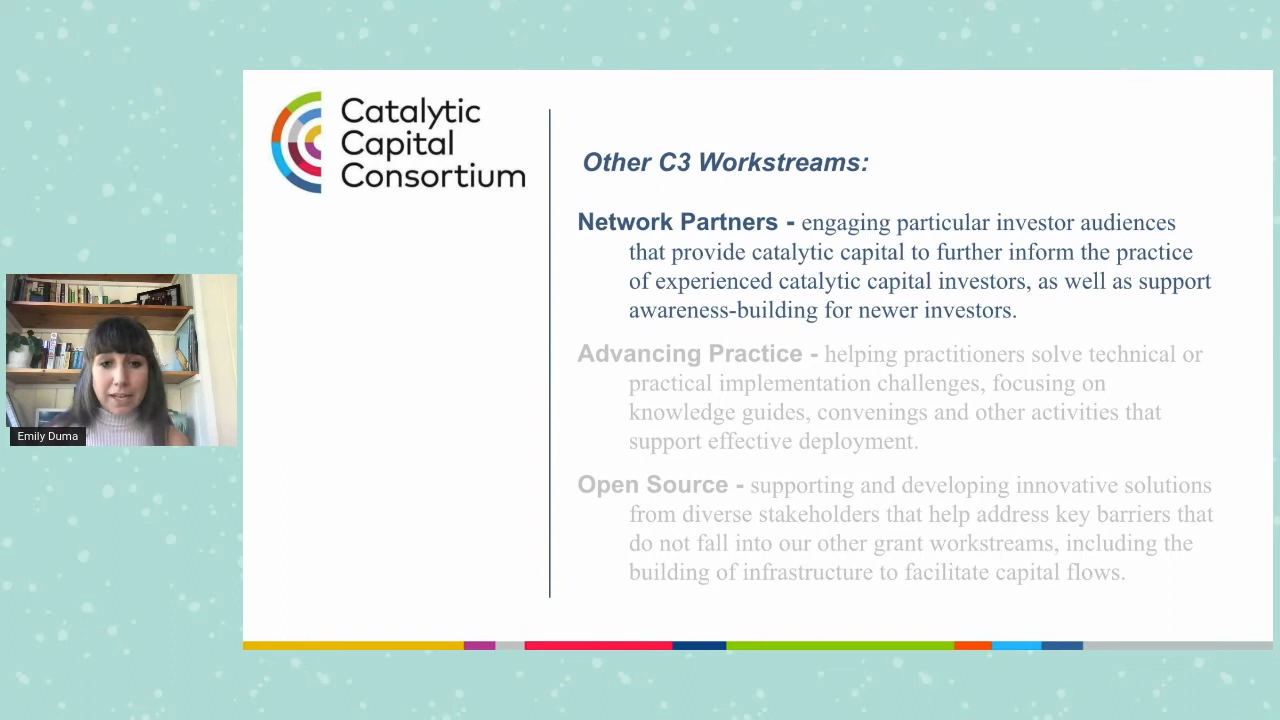 Catalytic
Capital
Consortium
Other C3 Workstreams:
Network Partners - engaging particular investor audiences
that provide catalytic capital to further inform the practice
of experienced catalytic capital investors, as well as support
awareness-building for newer investors.
Advancing Practice - helping practitioners solve technical or
practical implementation challenges, focusing on
knowledge guides, convenings and other activities that
support effective deployment.
Open Source - supporting and developing innovative solutions
from diverse stakeholders that help address key barriers that
do not fall into our other grant workstreams, including the
building of infrastructure to facilitate capital flows.
Emily Duma